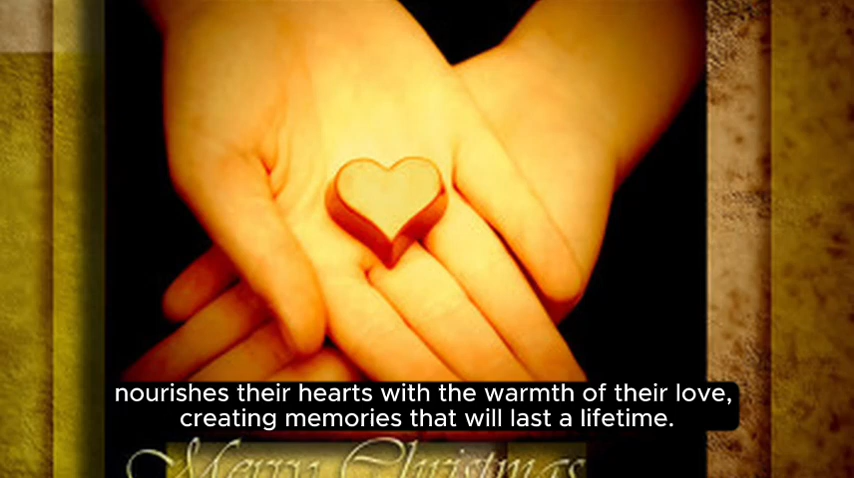 nourishes their hearts with the warmth of their love,
creating memories that will last a lifetime.
Merry Christmas